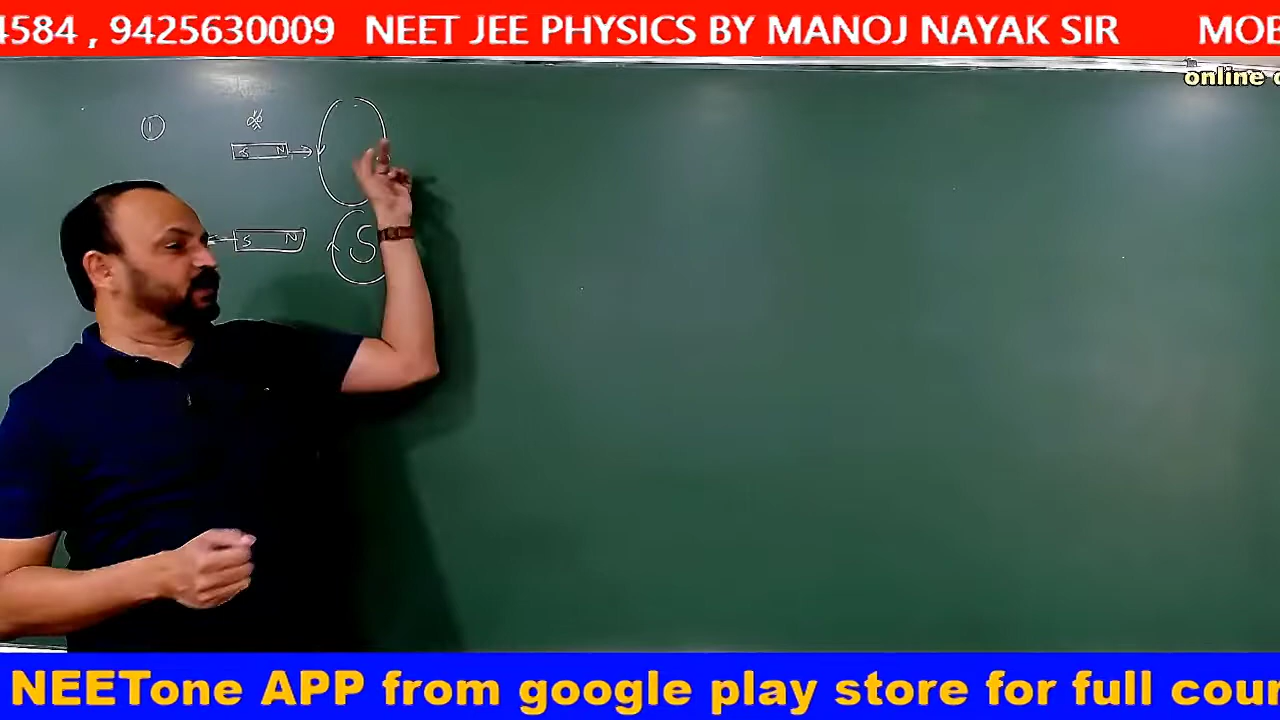 4584 , 9425630009 NEET JEE PHYSICS BY MANOJ NAYAK SIR MOB
online c
1
S N
S N S
NEETone APP from google play store for full cour